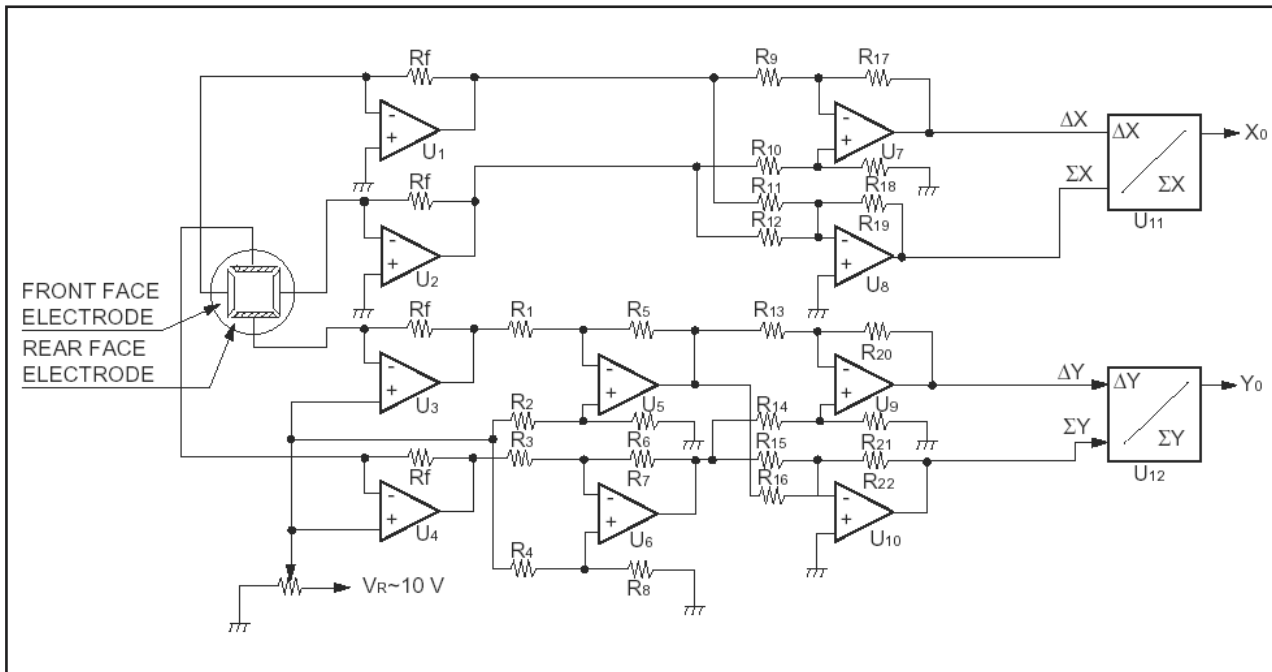 Rf
R9
R17
-
+
U1
R10
-
+
U7
ΔX
ΔX
X0
Rf
R11
R18
ΣX
ΣX
U11
-
+
U2
R12
R19
-
+
U8
FRONT FACE
ELECTRODE
REAR FACE
ELECTRODE
Rf
R1
R5
R13
R20
-
+
U3
-
+
U5
-
+
U9
ΔY
ΔY
Y0
R2
R14
ΣY
ΣY
U12
R3
R6
R15
R21
Rf
R7
R16
R22
-
+
U4
-
+
U6
-
+
U10
R4
R8
VR~10 V